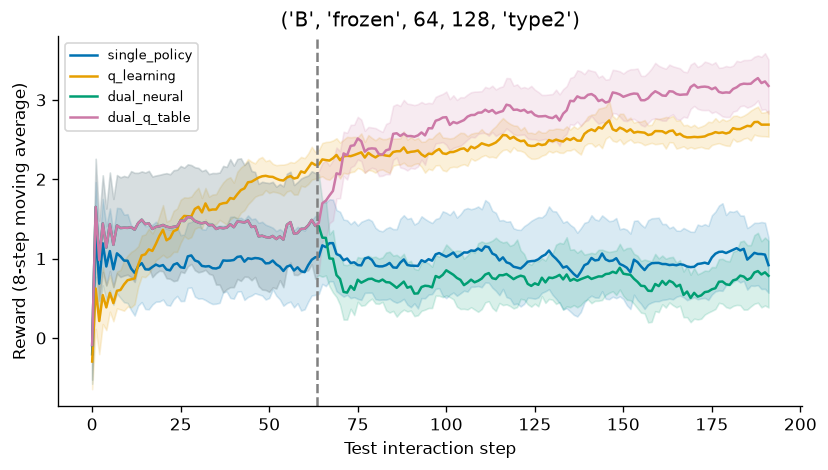 ('B', 'frozen', 64, 128, 'type2')
single_policy
q_learning
dual_neural
dual_q_table
Reward (8-step moving average)
3
2
1
0
0 25 50 75 100 125 150 175 200
Test interaction step